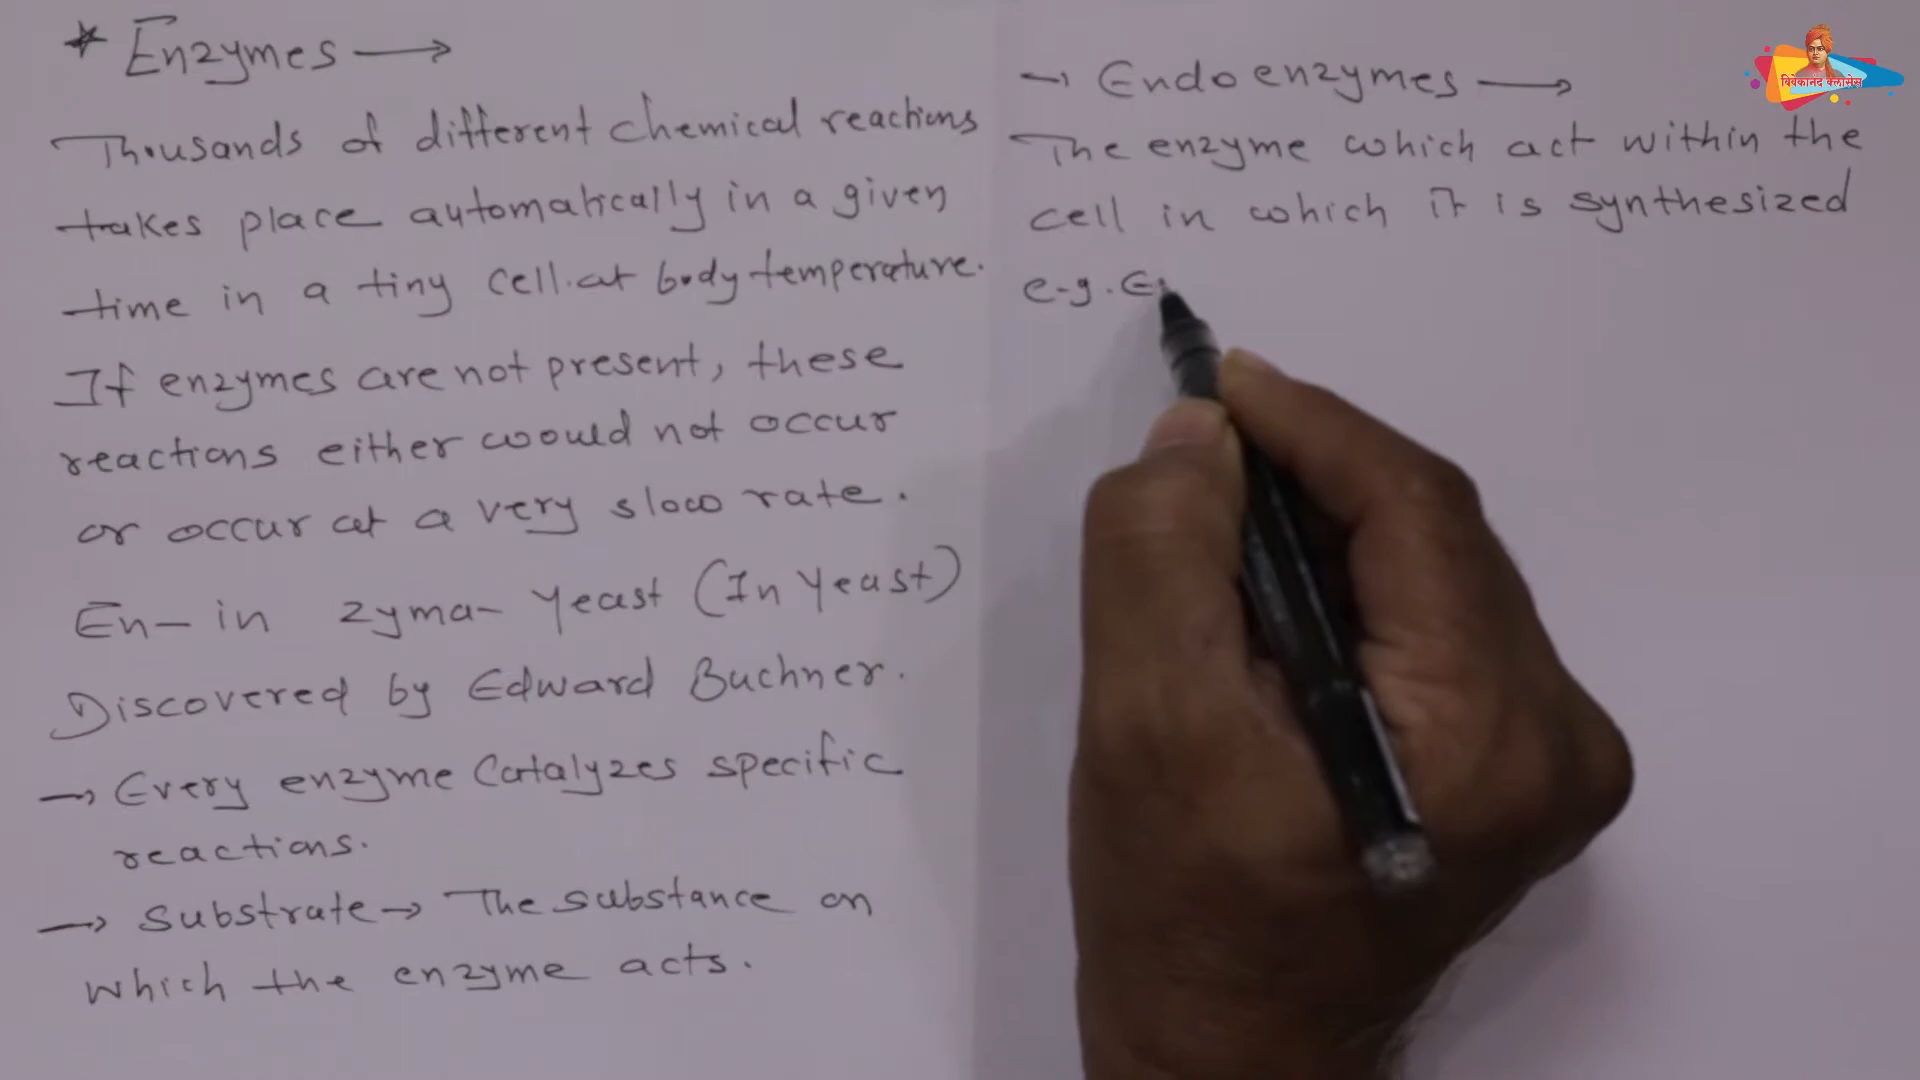 * Enzymes →
Thousands of different chemical reactions
takes place automatically in a given
time in a tiny cell. at body temperature.
If enzymes are not present, these
reactions either would not occur
or occur at a very slow rate.
En- in zyma- Yeast (In Yeast)
Discovered by Edward Buchner.
→ Every enzyme Catalyzes specific
reactions.
→ Substrate → The substance on
which the enzyme acts.
→ Endoenzymes →
The enzyme which act within the
cell in which it is synthesized
e.g.
विवेकानंद क्लासेस